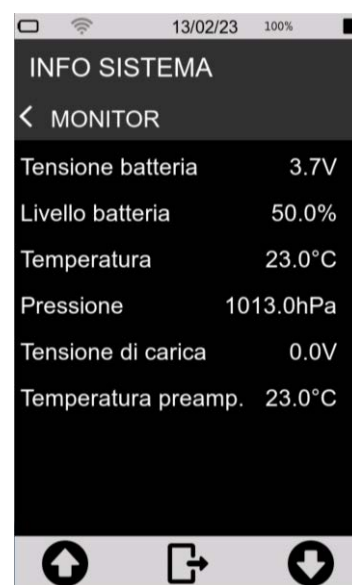 13/02/23 100%
INFO SISTEMA
MONITOR
Tensione batteria 3.7V
Livello batteria 50.0%
Temperatura 23.0°C
Pressione 1013.0hPa
Tensione di carica 0.0V
Temperatura preamp. 23.0°C